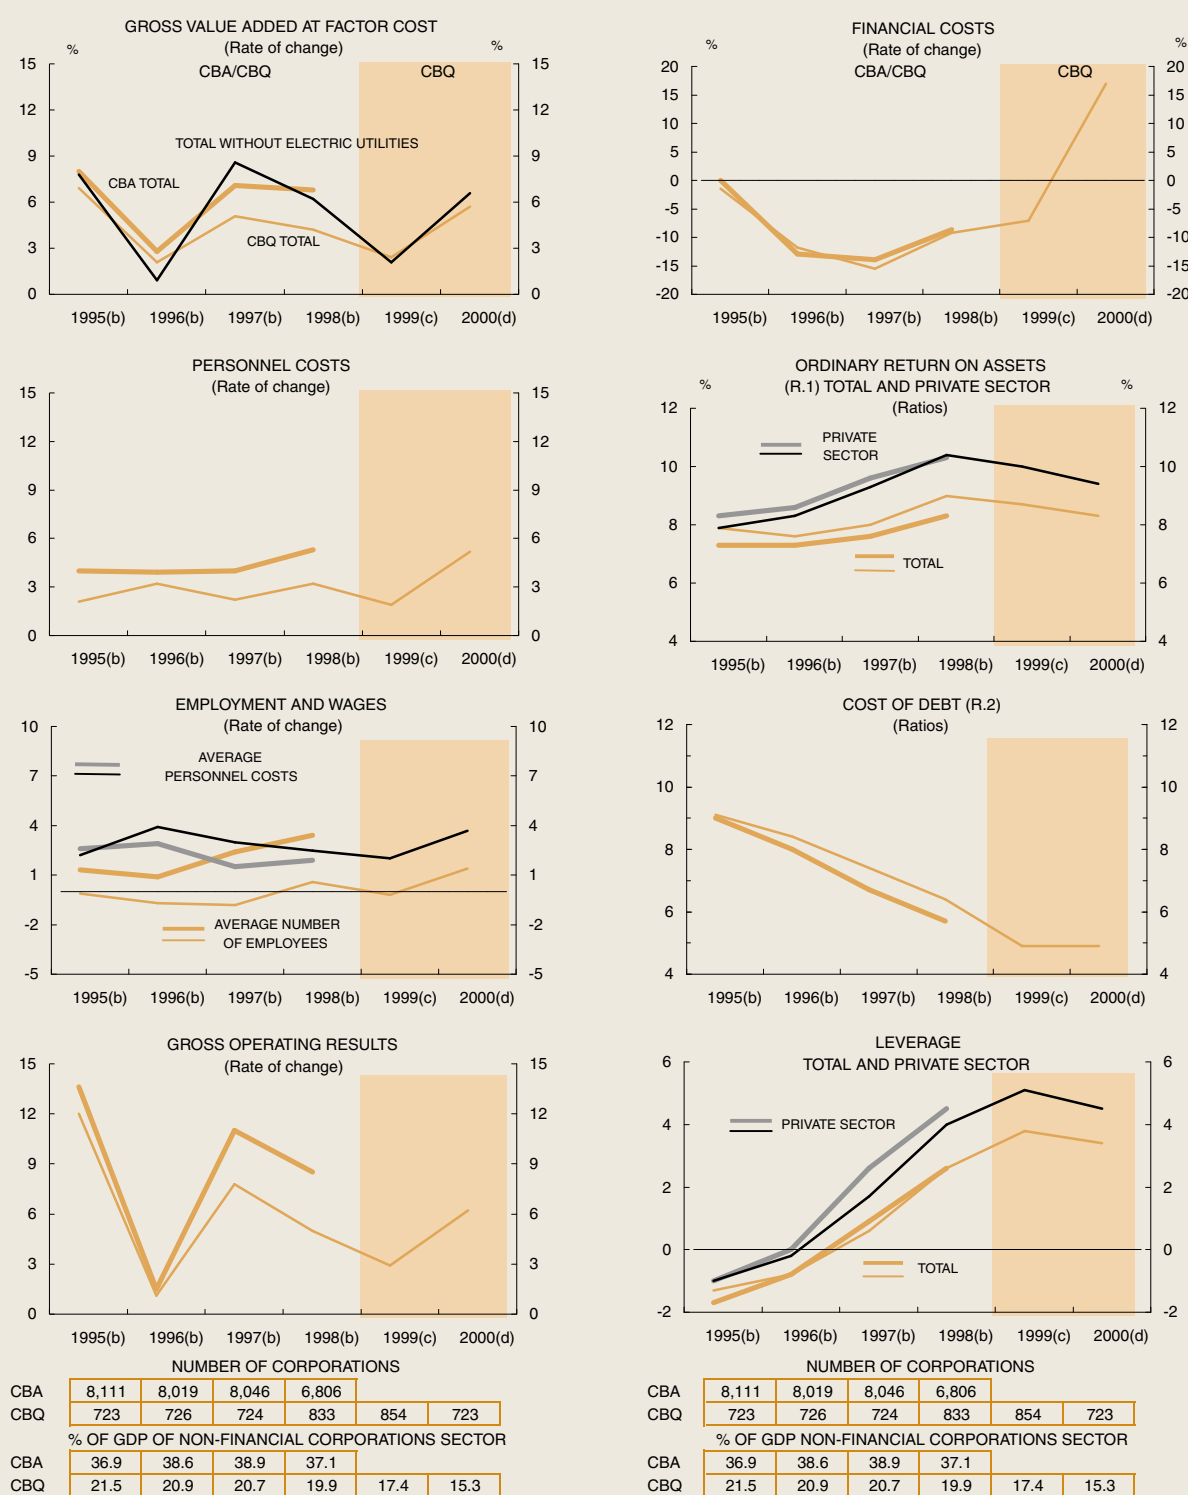 GROSS VALUE ADDED AT FACTOR COST
(Rate of change)
% %
CBA/CBQ CBQ
15 15
12 12
9 9
6 6
3 3
0 0
TOTAL WITHOUT ELECTRIC UTILITIES
CBA TOTAL
CBQ TOTAL
1995(b) 1996(b) 1997(b) 1998(b) 1999(c) 2000(d)
FINANCIAL COSTS
(Rate of change)
% %
CBA/CBQ CBQ
20 20
15 15
10 10
5 5
0 0
-5 -5
-10 -10
-15 -15
-20 -20
1995(b) 1996(b) 1997(b) 1998(b) 1999(c) 2000(d)
PERSONNEL COSTS
(Rate of change)
15 15
12 12
9 9
6 6
3 3
0 0
1995(b) 1996(b) 1997(b) 1998(b) 1999(c) 2000(d)
ORDINARY RETURN ON ASSETS
(R.1) TOTAL AND PRIVATE SECTOR
(Ratios)
% %
12 12
10 10
8 8
6 6
4 4
PRIVATE
SECTOR
TOTAL
1995(b) 1996(b) 1997(b) 1998(b) 1999(c) 2000(d)
EMPLOYMENT AND WAGES
(Rate of change)
10 10
7 7
4 4
1 1
-2 -2
-5 -5
AVERAGE
PERSONNEL COSTS
AVERAGE NUMBER
OF EMPLOYEES
1995(b) 1996(b) 1997(b) 1998(b) 1999(c) 2000(d)
COST OF DEBT (R.2)
(Ratios)
12 12
10 10
8 8
6 6
4 4
1995(b) 1996(b) 1997(b) 1998(b) 1999(c) 2000(d)
GROSS OPERATING RESULTS
(Rate of change)
15 15
12 12
9 9
6 6
3 3
0 0
1995(b) 1996(b) 1997(b) 1998(b) 1999(c) 2000(d)
LEVERAGE
TOTAL AND PRIVATE SECTOR
6 6
4 4
2 2
0 0
-2 -2
PRIVATE SECTOR
TOTAL
1995(b) 1996(b) 1997(b) 1998(b) 1999(c) 2000(d)
NUMBER OF CORPORATIONS
CBA 8,111 8,019 8,046 6,806
CBQ 723 726 724 833 854 723
% OF GDP OF NON-FINANCIAL CORPORATIONS SECTOR
CBA 36.9 38.6 38.9 37.1
CBQ 21.5 20.9 20.7 19.9 17.4 15.3
NUMBER OF CORPORATIONS
CBA 8,111 8,019 8,046 6,806
CBQ 723 726 724 833 854 723
% OF GDP NON-FINANCIAL CORPORATIONS SECTOR
CBA 36.9 38.6 38.9 37.1
CBQ 21.5 20.9 20.7 19.9 17.4 15.3